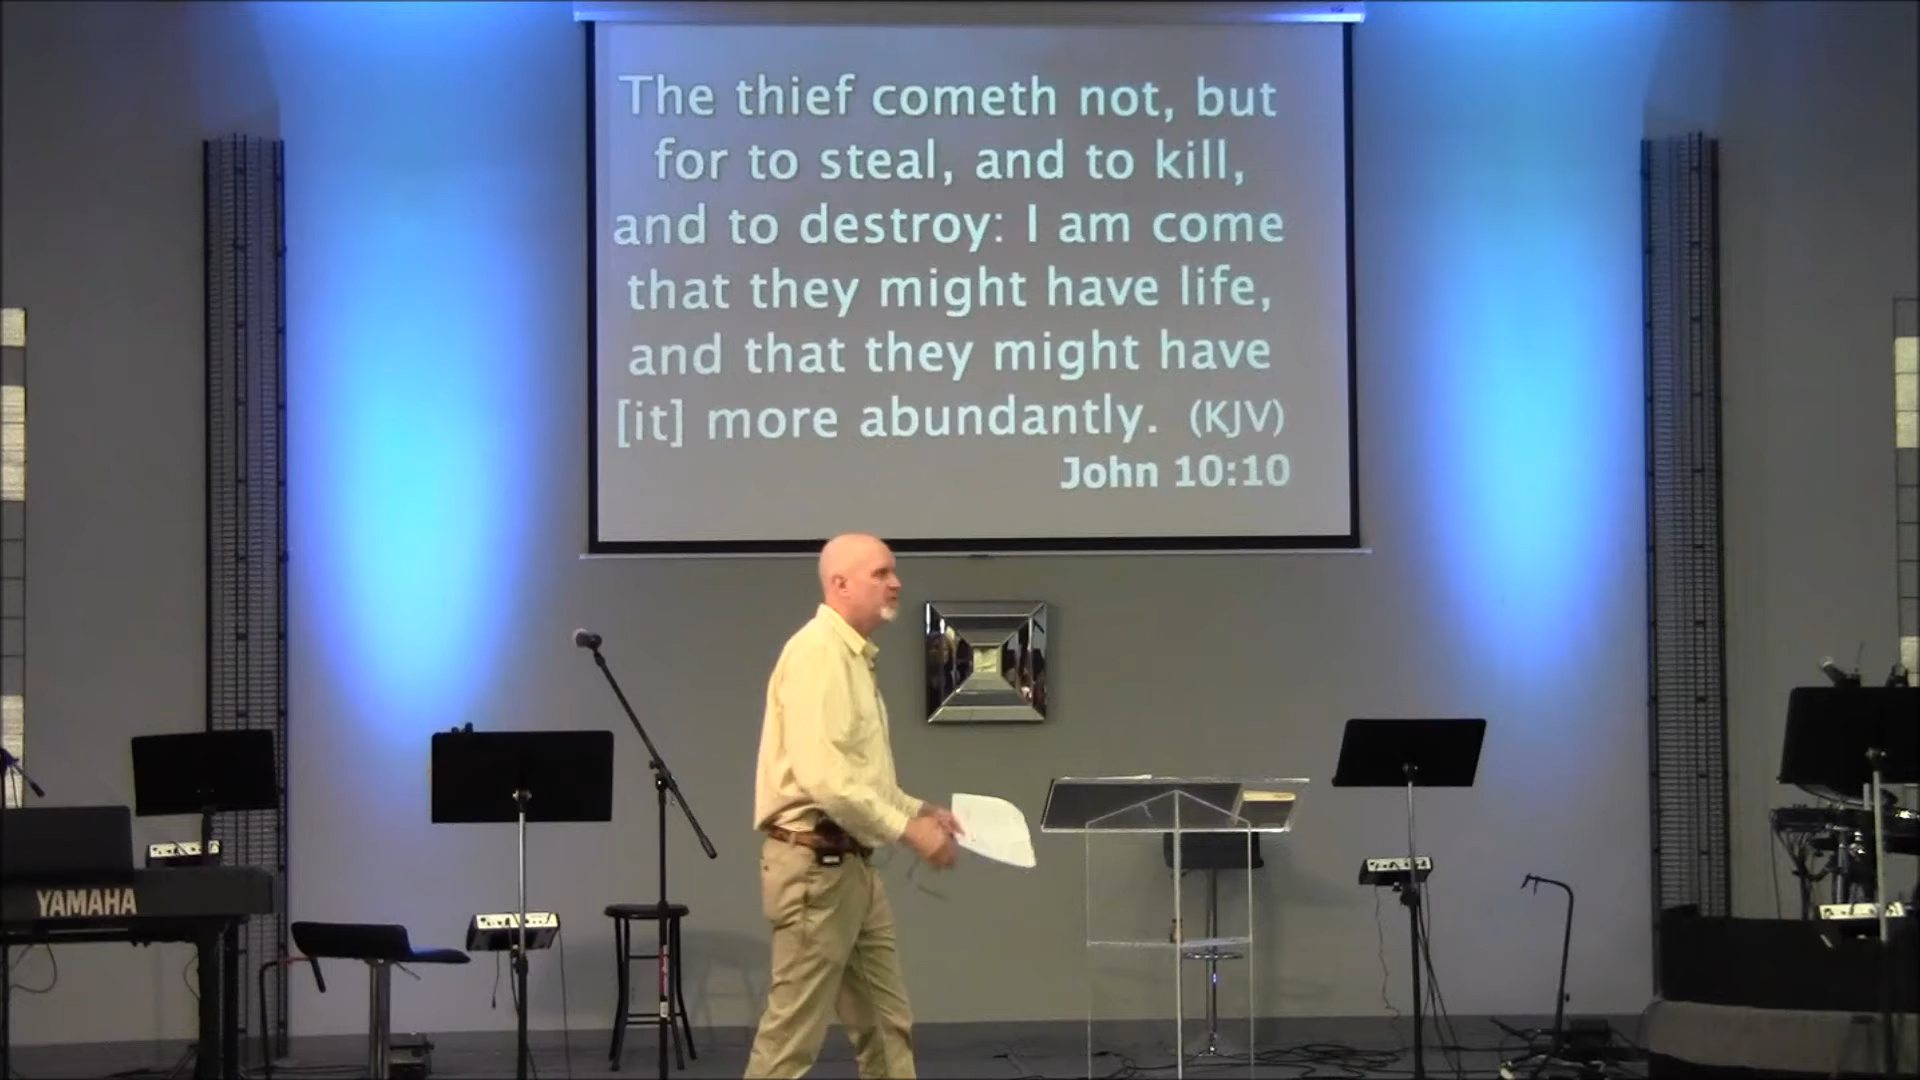 The thief cometh not, but
for to steal, and to kill,
and to destroy: I am come
that they might have life,
and that they might have
[it] more abundantly. (KJV)
John 10:10
YAMAHA